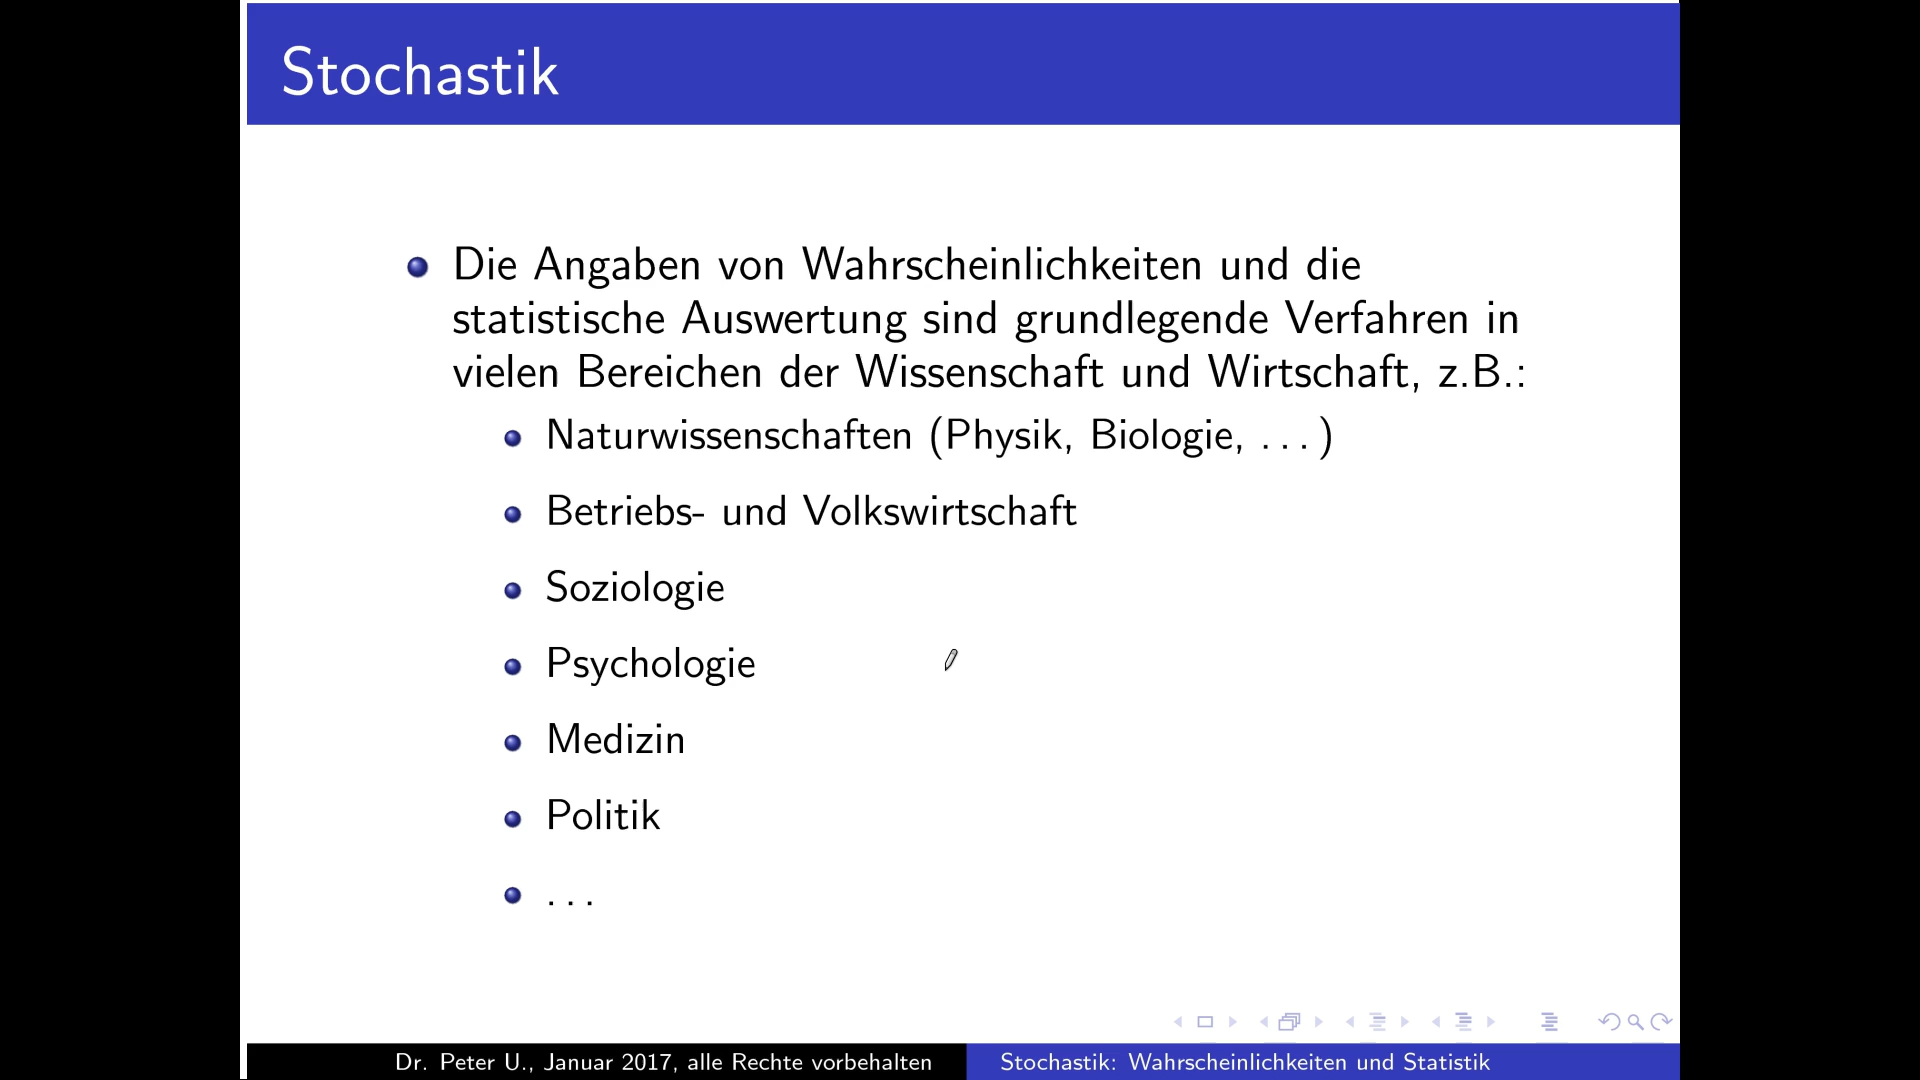 Stochastik
Die Angaben von Wahrscheinlichkeiten und die
statistische Auswertung sind grundlegende Verfahren in
vielen Bereichen der Wissenschaft und Wirtschaft, z.B.:
Naturwissenschaften (Physik, Biologie, ...)
Betriebs- und Volkswirtschaft
Soziologie
Psychologie
Medizin
Politik
...
Dr. Peter U., Januar 2017, alle Rechte vorbehalten
Stochastik: Wahrscheinlichkeiten und Statistik